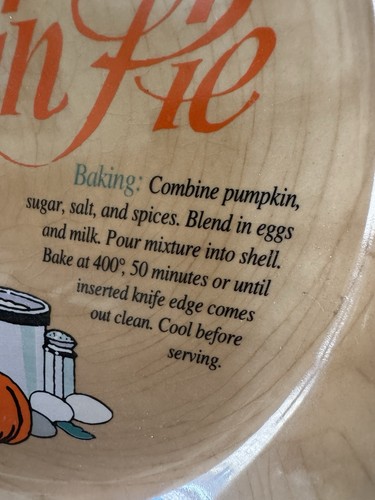 in Pie
Baking: Combine pumpkin,
sugar, salt, and spices. Blend in eggs
and milk. Pour mixture into shell.
Bake at 400°, 50 minutes or until
inserted knife edge comes
out clean. Cool before
serving.